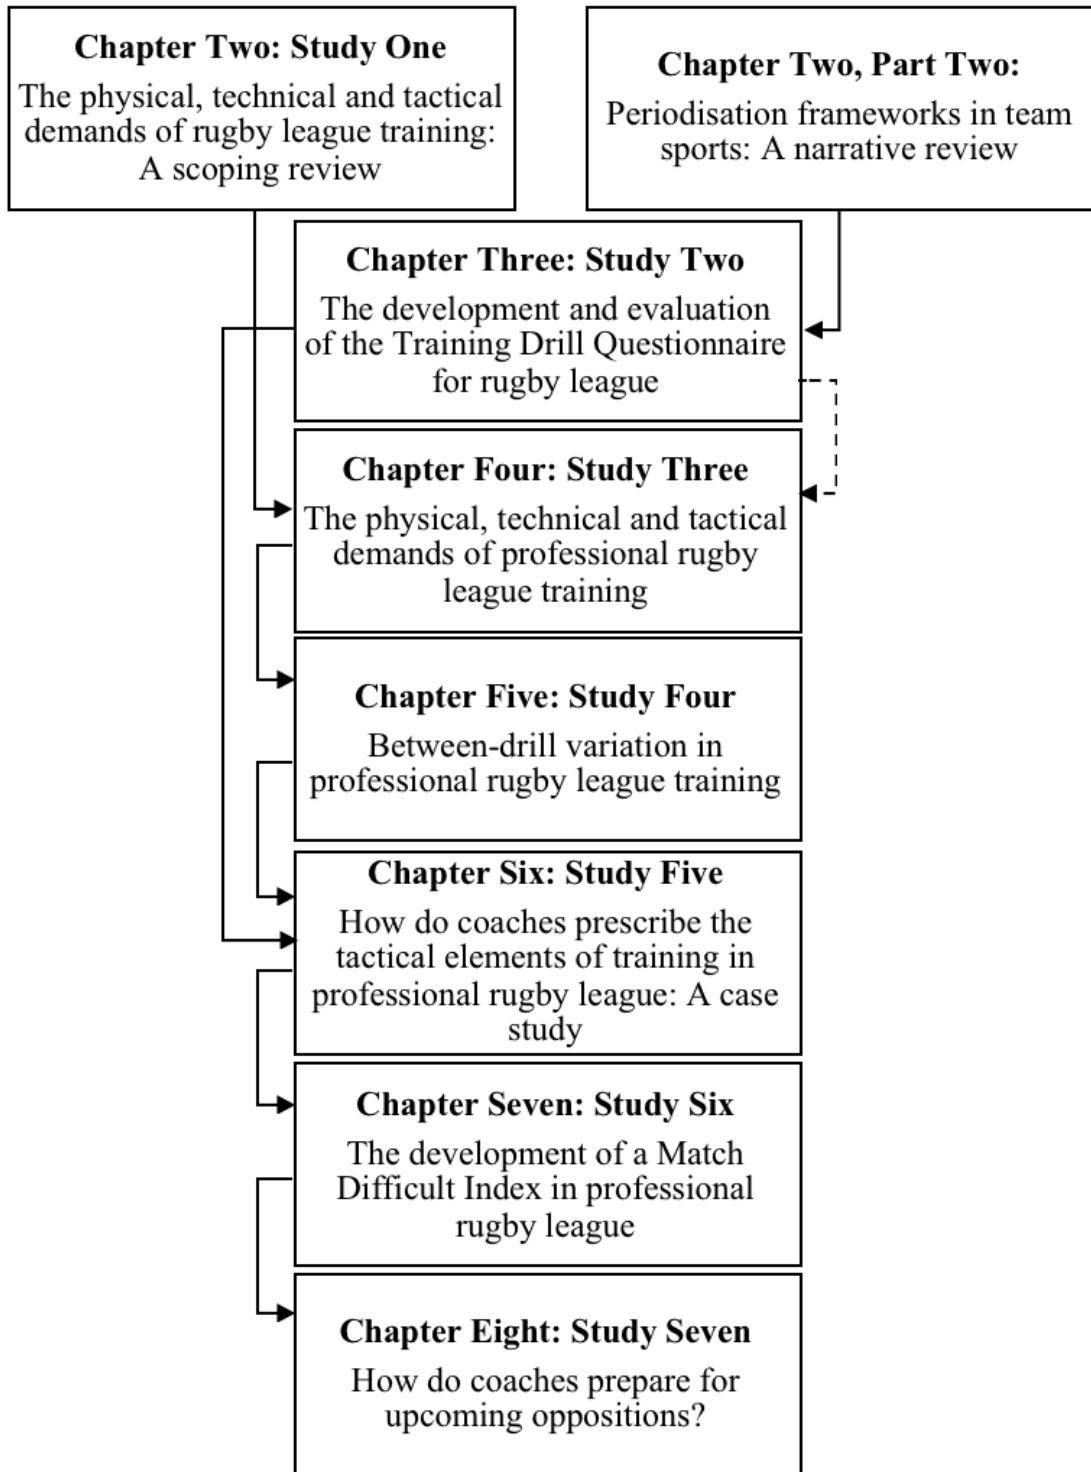 Chapter Two: Study One
The physical, technical and tactical
demands of rugby league training:
A scoping review
Chapter Two, Part Two:
Periodisation frameworks in team
sports: A narrative review
Chapter Three: Study Two
The development and evaluation
of the Training Drill Questionnaire
for rugby league
Chapter Four: Study Three
The physical, technical and tactical
demands of professional rugby
league training
Chapter Five: Study Four
Between-drill variation in
professional rugby league training
Chapter Six: Study Five
How do coaches prescribe the
tactical elements of training in
professional rugby league: A case
study
Chapter Seven: Study Six
The development of a Match
Difficult Index in professional
rugby league
Chapter Eight: Study Seven
How do coaches prepare for
upcoming oppositions?